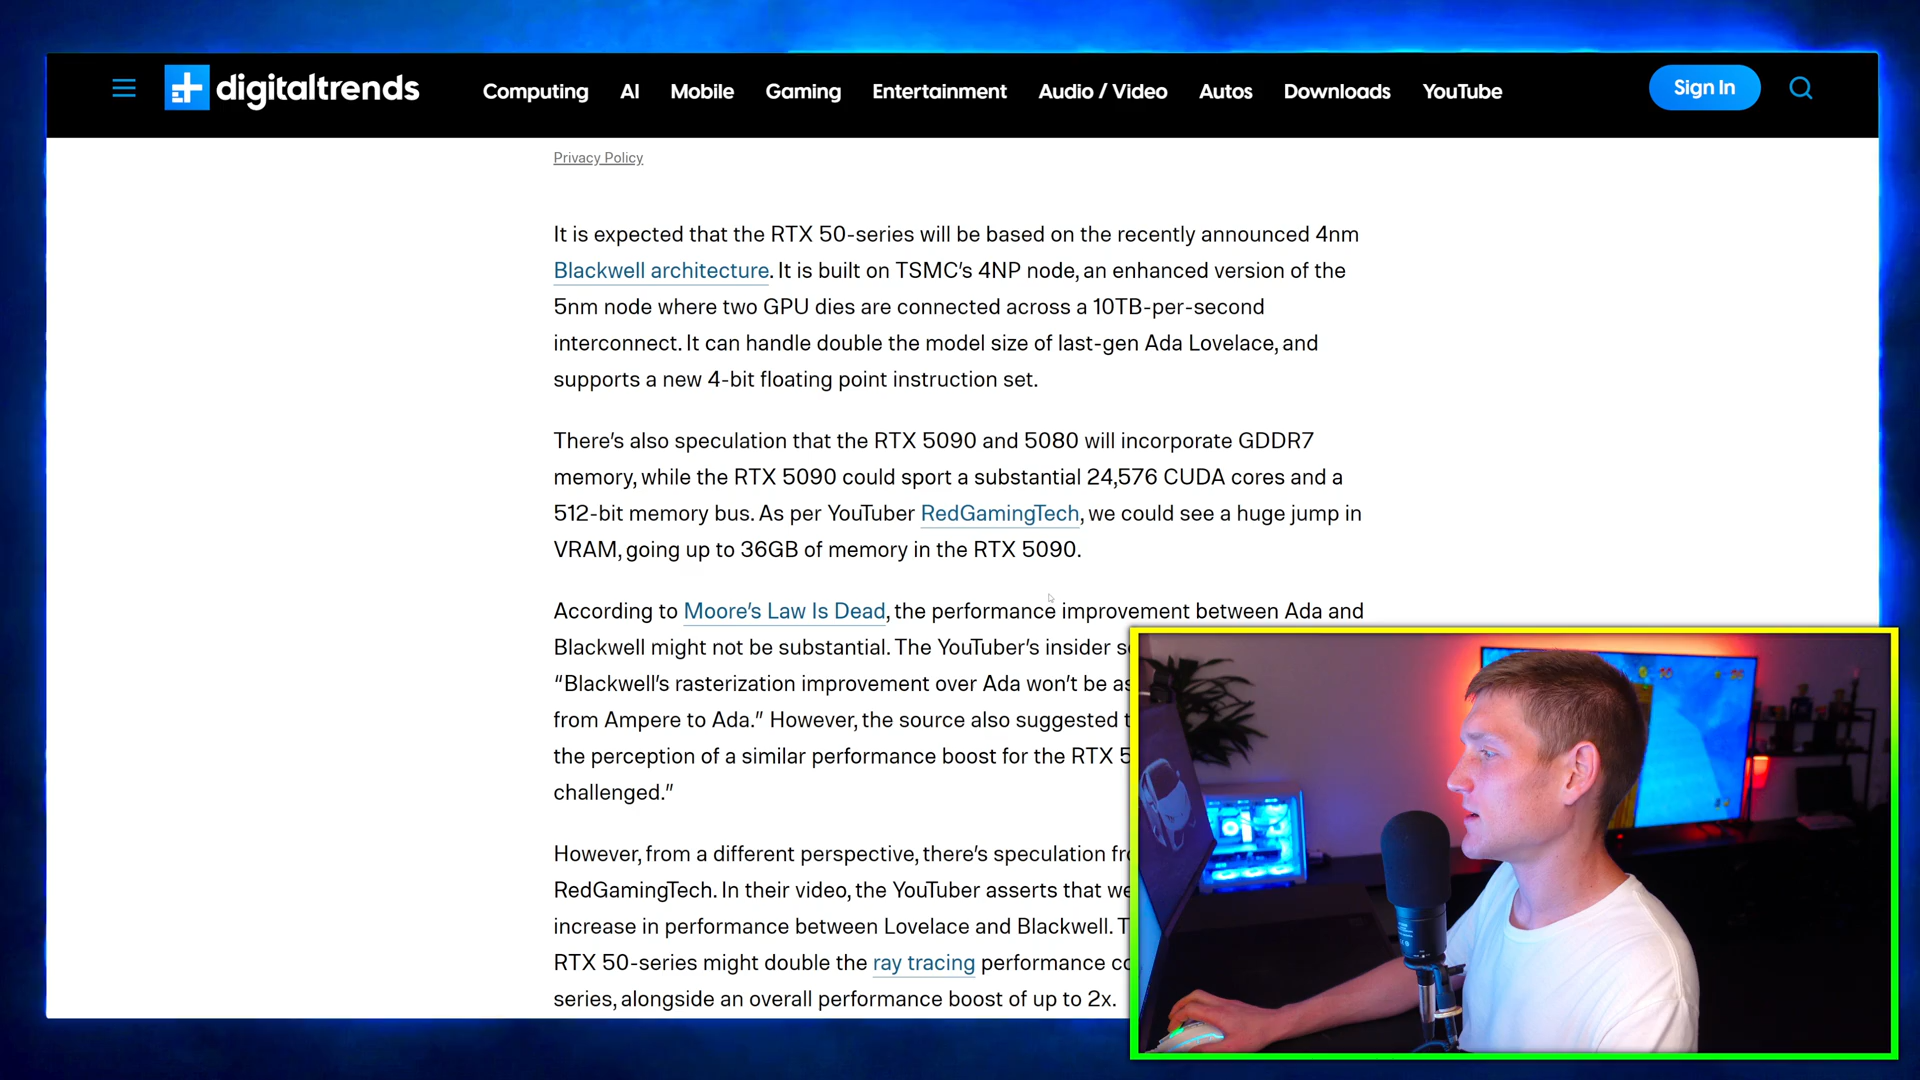 digitaltrends
Computing AI Mobile Gaming Entertainment Audio / Video Autos Downloads YouTube
Sign In
Privacy Policy
It is expected that the RTX 50-series will be based on the recently announced 4nm
Blackwell architecture. It is built on TSMC's 4NP node, an enhanced version of the
5nm node where two GPU dies are connected across a 10TB-per-second
interconnect. It can handle double the model size of last-gen Ada Lovelace, and
supports a new 4-bit floating point instruction set.
There's also speculation that the RTX 5090 and 5080 will incorporate GDDR7
memory, while the RTX 5090 could sport a substantial 24,576 CUDA cores and a
512-bit memory bus. As per YouTuber RedGamingTech, we could see a huge jump in
VRAM, going up to 36GB of memory in the RTX 5090.
According to Moore's Law Is Dead, the performance improvement between Ada and
Blackwell might not be substantial. The YouTuber's insider
“Blackwell's rasterization improvement over Ada won't be
from Ampere to Ada.” However, the source also suggested
the perception of a similar performance boost for the RTX
challenged.”
However, from a different perspective, there's speculation
RedGamingTech. In their video, the YouTuber asserts that
increase in performance between Lovelace and Blackwell.
RTX 50-series might double the ray tracing performance
series, alongside an overall performance boost of up to 2x.